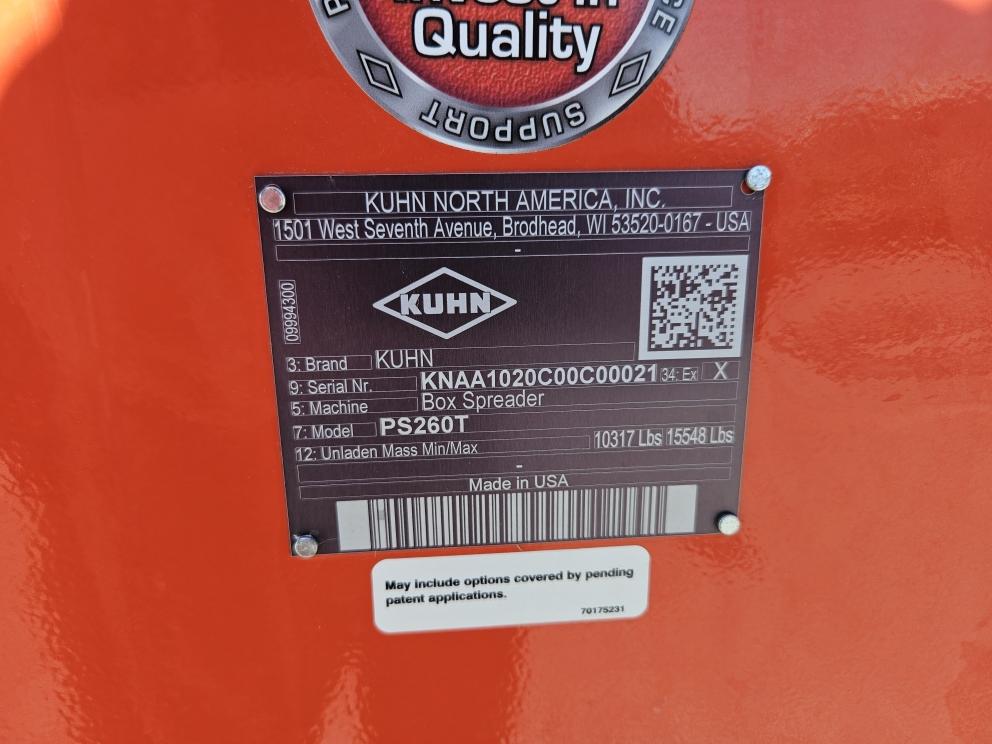 Quality
SUPPORT
KUHN NORTH AMERICA, INC.
1501 West Seventh Avenue, Brodhead, WI 53520-0167 - USA
-
09994300
KUHN
3: Brand KUHN
9: Serial Nr. KNAA1020C00C00021 34: Ex X
5: Machine Box Spreader
7: Model PS260T
12: Unladen Mass Min/Max 10317 Lbs 15548 Lbs
-
Made in USA
May include options covered by pending
patent applications.
70175231